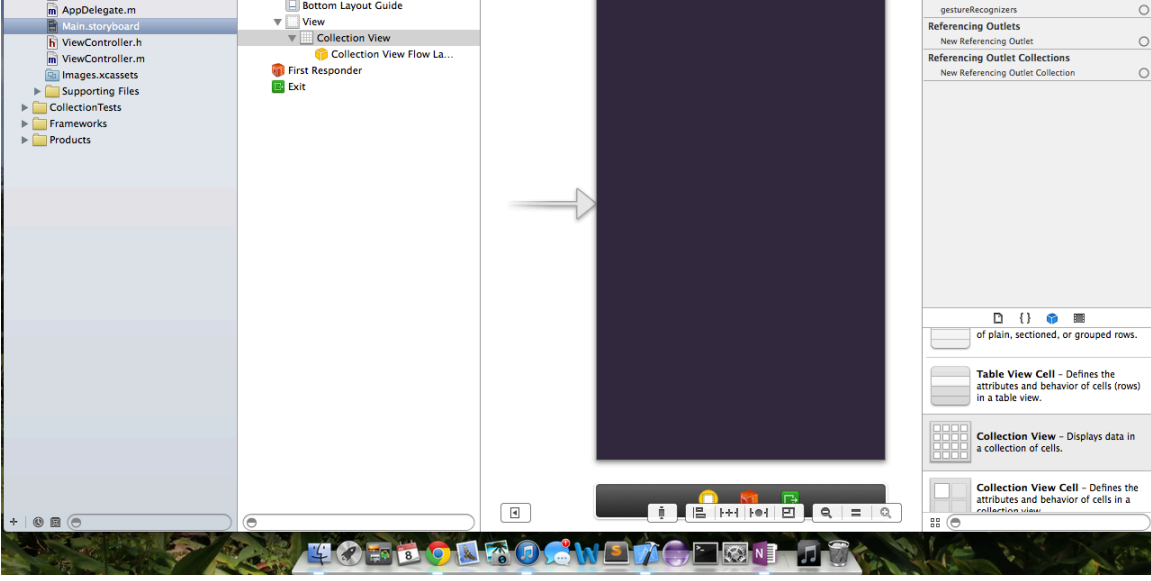 AppDelegate.m
Main.storyboard
ViewController.h
ViewController.m
Images.xcassets
Supporting Files
CollectionTests
Frameworks
Products
Bottom Layout Guide
View
Collection View
Collection View Flow La...
First Responder
Exit
gestureRecognizers
Referencing Outlets
New Referencing Outlet
Referencing Outlet Collections
New Referencing Outlet Collection
of plain, sectioned, or grouped rows.
Table View Cell – Defines the
attributes and behavior of cells (rows)
in a table view.
Collection View – Displays data in
a collection of cells.
Collection View Cell – Defines the
attributes and behavior of cells in a
collection view.